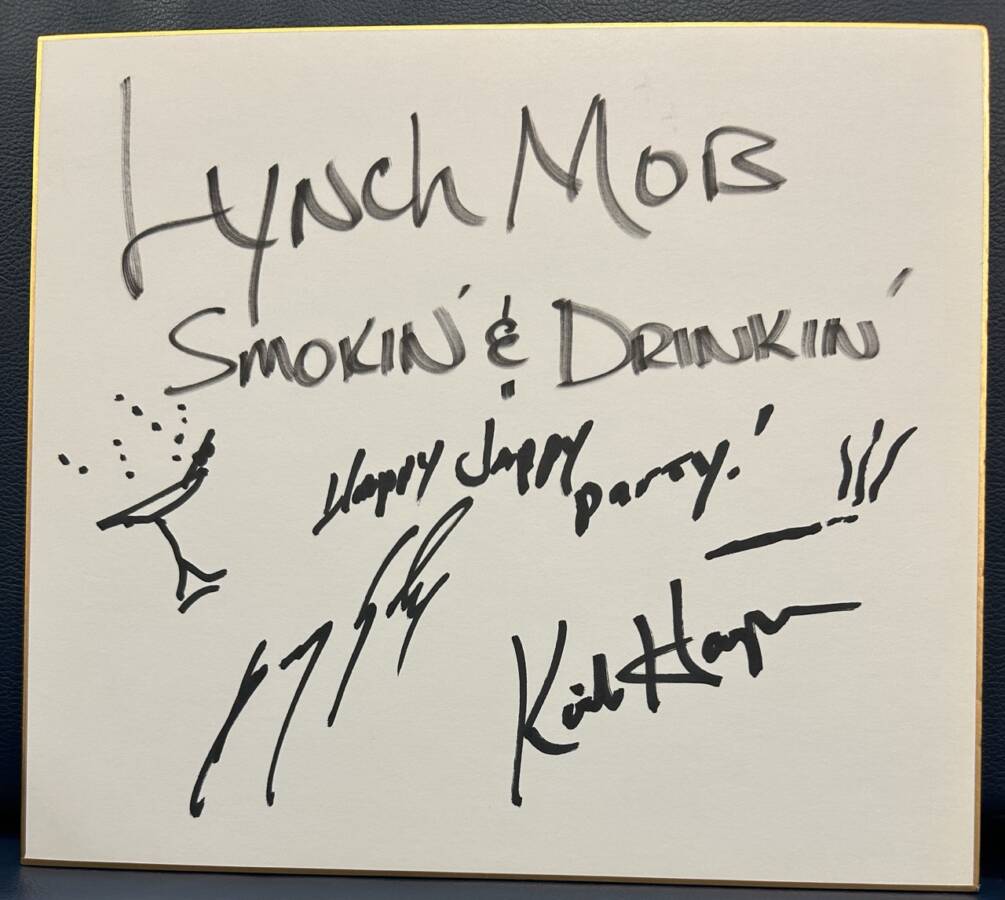 LYNCH MOB
SMOKIN' & DRINKIN'
HAPPY JAPPY PARTY!